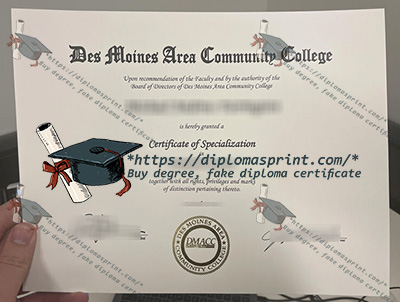 Des Moines Area Community College
Upon recommendation of the Faculty and by the authority of the
Board of Directors of Des Moines Area Community College
is hereby granted a
Certificate of Specialization
*https://diplomasprint.com/*
Buy degree, fake diploma certificate
together with all rights, privileges and marks
of distinction pertaining thereto.
DES MOINES AREA
DMACC
COMMUNITY COLLEGE